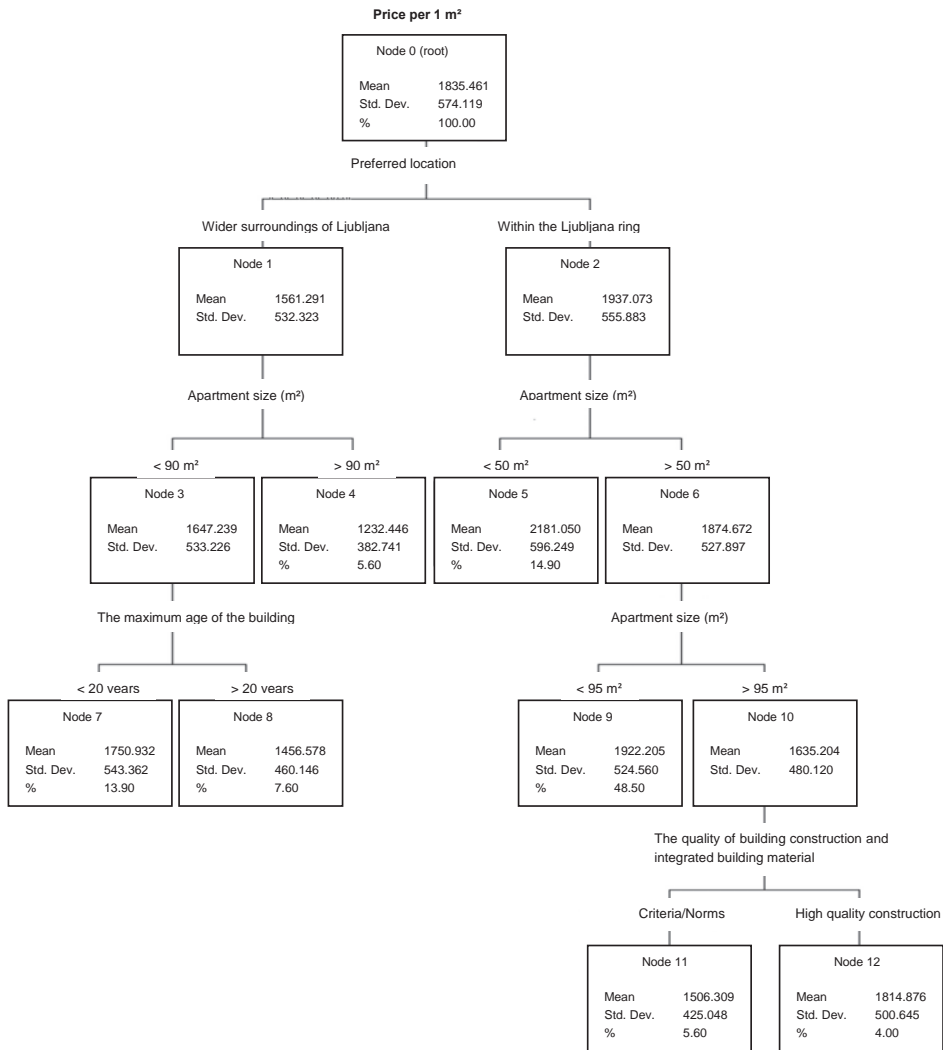 Price per 1 m²
Node 0 (root)
Mean 1835.461
Std. Dev. 574.119
% 100.00
Preferred location
Wider surroundings of Ljubljana
Within the Ljubljana ring
Node 1
Mean 1561.291
Std. Dev. 532.323
Node 2
Mean 1937.073
Std. Dev. 555.883
Apartment size (m²)
Apartment size (m²)
< 90 m²
> 90 m²
< 50 m²
> 50 m²
Node 3
Mean 1647.239
Std. Dev. 533.226
Node 4
Mean 1232.446
Std. Dev. 382.741
% 5.60
Node 5
Mean 2181.050
Std. Dev. 596.249
% 14.90
Node 6
Mean 1874.672
Std. Dev. 527.897
The maximum age of the building
Apartment size (m²)
< 20 years
> 20 years
< 95 m²
> 95 m²
Node 7
Mean 1750.932
Std. Dev. 543.362
% 13.90
Node 8
Mean 1456.578
Std. Dev. 460.146
% 7.60
Node 9
Mean 1922.205
Std. Dev. 524.560
% 48.50
Node 10
Mean 1635.204
Std. Dev. 480.120
The quality of building construction and
integrated building material
Criteria/Norms
High quality construction
Node 11
Mean 1506.309
Std. Dev. 425.048
% 5.60
Node 12
Mean 1814.876
Std. Dev. 500.645
% 4.00